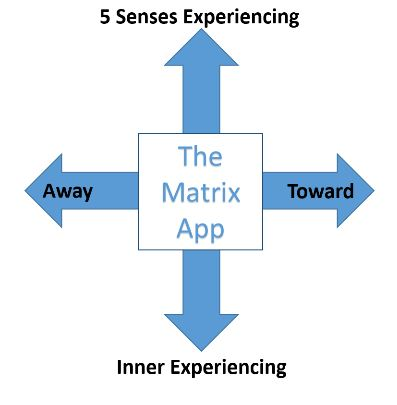 5 Senses Experiencing
The
Away Matrix Toward
App
Inner Experiencing